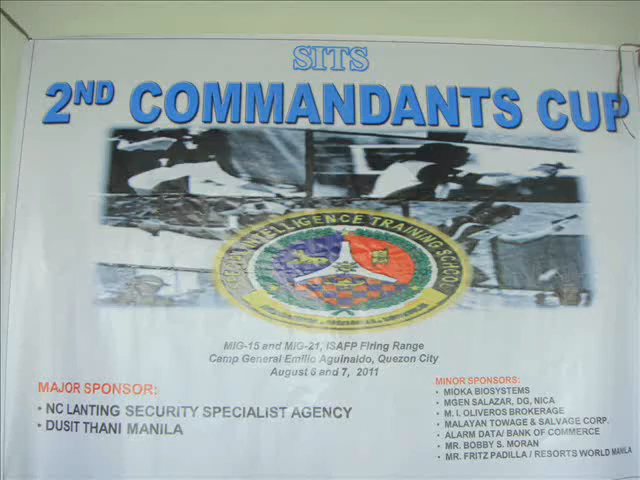 SITS
2ND COMMANDANTS CUP
INTELLIGENCE TRAINING SCHOOL
MIG-15 and MIG-21, ISAFP Firing Range
Camp General Emilio Aguinaldo, Quezon City
August 6 and 7, 2011
MAJOR SPONSOR:
• NC LANTING SECURITY SPECIALIST AGENCY
• DUSIT THANI MANILA
MINOR SPONSORS:
• MIOKA BIOSYSTEMS
• MGEN SALAZAR, DG, NICA
• M. I. OLIVEROS BROKERAGE
• MALAYAN TOWAGE & SALVAGE CORP.
• ALARM DATA/ BANK OF COMMERCE
• MR. BOBBY S. MORAN
• MR. FRITZ PADILLA / RESORTS WORLD MANILA